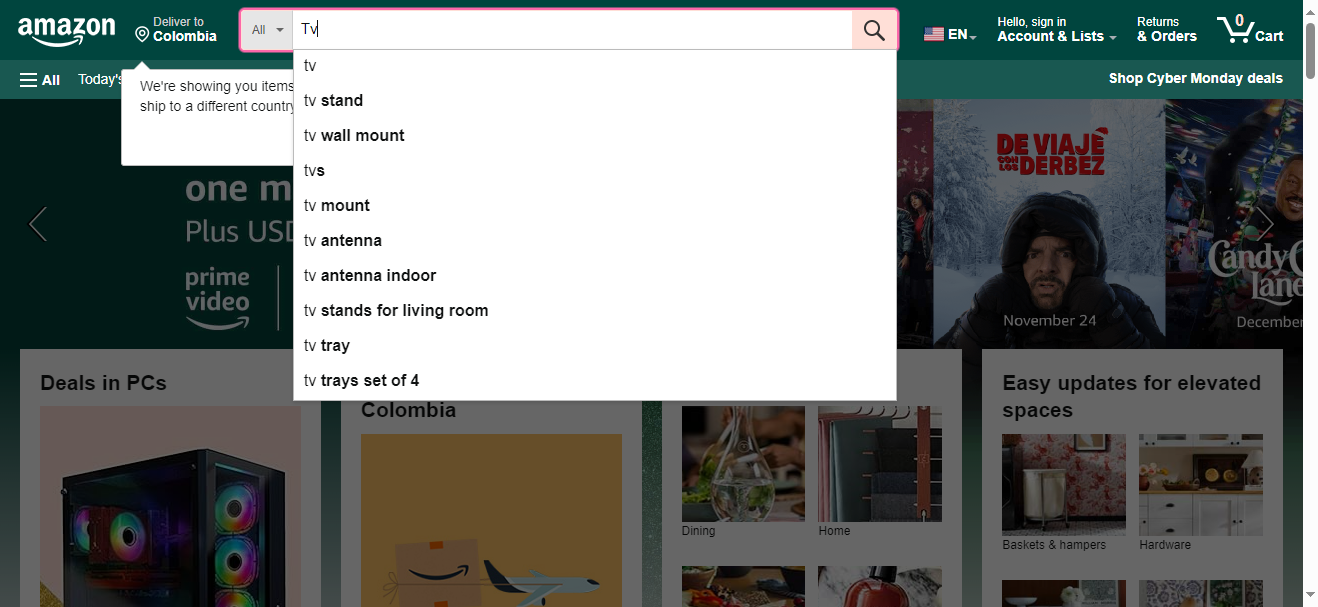 amazon
Deliver to
Colombia
All
Tv
EN
Hello, sign in
Account & Lists
Returns
& Orders
0
Cart
All
Today's
Shop Cyber Monday deals
We're showing you items
ship to a different country
tv
tv stand
tv wall mount
tvs
tv mount
tv antenna
tv antenna indoor
tv stands for living room
tv tray
tv trays set of 4
one m
Plus USD
prime
video
DE VIAJE
CON LOS
DERBEZ
November 24
Candy C
Lane
December
Deals in PCs
Colombia
Dining
Home
Easy updates for elevated
spaces
Baskets & hampers
Hardware